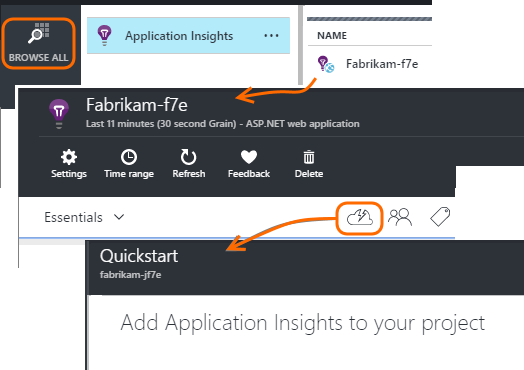 BROWSE ALL
Application Insights
NAME
Fabrikam-f7e
Fabrikam-f7e
Last 11 minutes (30 second Grain) - ASP.NET web application
Settings
Time range
Refresh
Feedback
Delete
Essentials
Quickstart
fabrikam-jf7e
Add Application Insights to your project